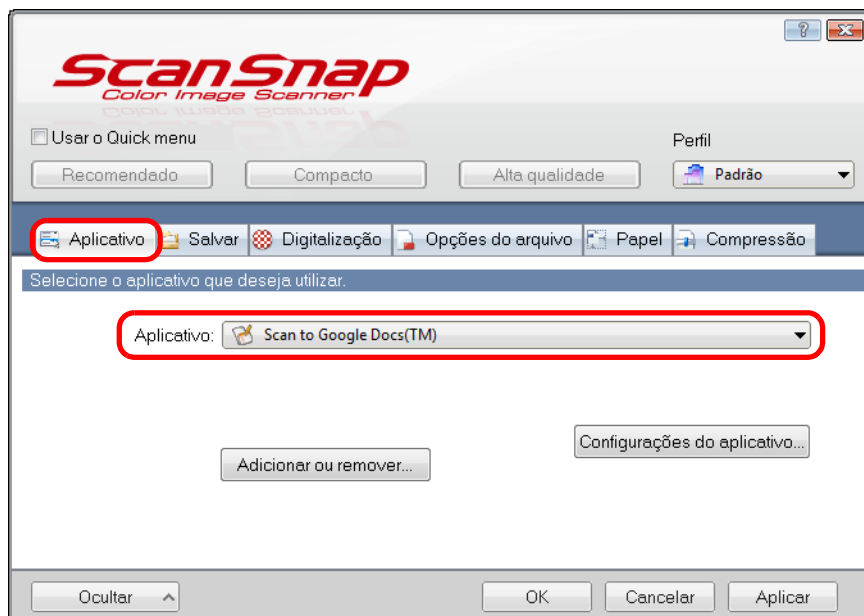 ScanSnap
Color Image Scanner
Usar o Quick menu
Perfil
Recomendado Compacto Alta qualidade Padrão
Aplicativo Salvar Digitalização Opções do arquivo Papel Compressão
Selecione o aplicativo que deseja utilizar.
Aplicativo: Scan to Google Docs(TM)
Configurações do aplicativo...
Adicionar ou remover...
Ocultar OK Cancelar Aplicar